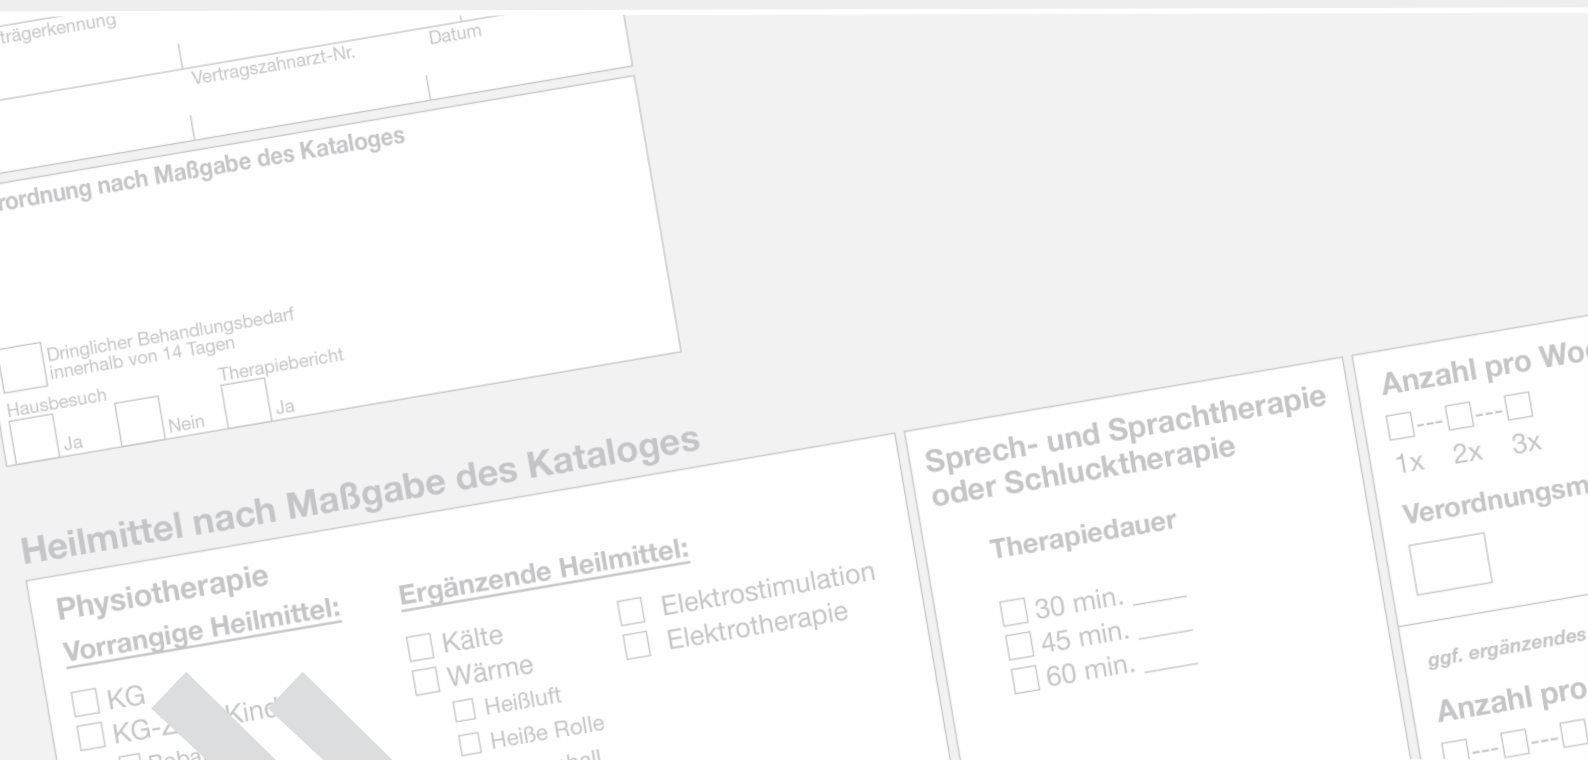 trägerkennung
Vertragszahnarzt-Nr.
Datum
rordnung nach Maßgabe des Kataloges
Dringlicher Behandlungsbedarf
innerhalb von 14 Tagen
Hausbesuch
Therapiebericht
Ja
Nein
Ja
Heilmittel nach Maßgabe des Kataloges
Physiotherapie
Vorrangige Heilmittel:
KG
KG-Z Kind
Ergänzende Heilmittel:
Kälte
Wärme
Heißluft
Heiße Rolle
Elektrostimulation
Elektrotherapie
Sprech- und Sprachtherapie
oder Schlucktherapie
Therapiedauer
30 min.
45 min.
60 min.
Anzahl pro Wo
1x 2x 3x
Verordnungsm
ggf. ergänzendes
Anzahl pro